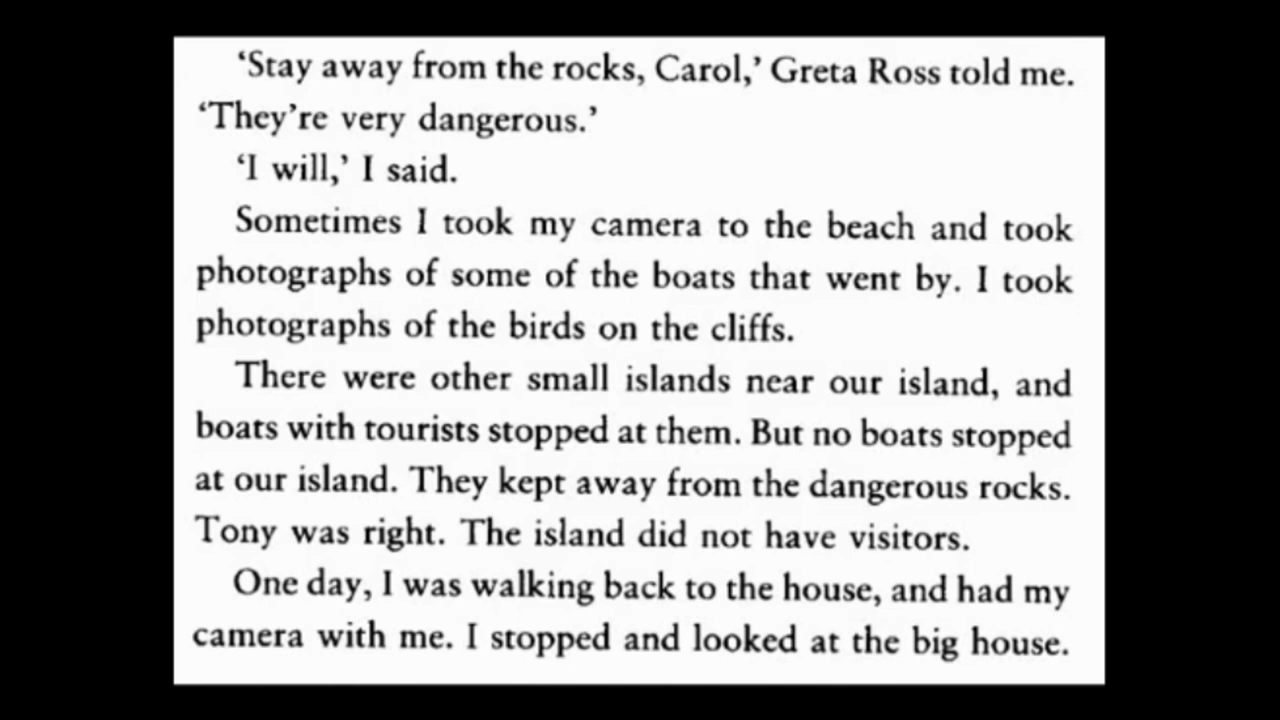 ‘Stay away from the rocks, Carol,’ Greta Ross told me.
‘They’re very dangerous.’
‘I will,’ I said.
Sometimes I took my camera to the beach and took
photographs of some of the boats that went by. I took
photographs of the birds on the cliffs.
There were other small islands near our island, and
boats with tourists stopped at them. But no boats stopped
at our island. They kept away from the dangerous rocks.
Tony was right. The island did not have visitors.
One day, I was walking back to the house, and had my
camera with me. I stopped and looked at the big house.